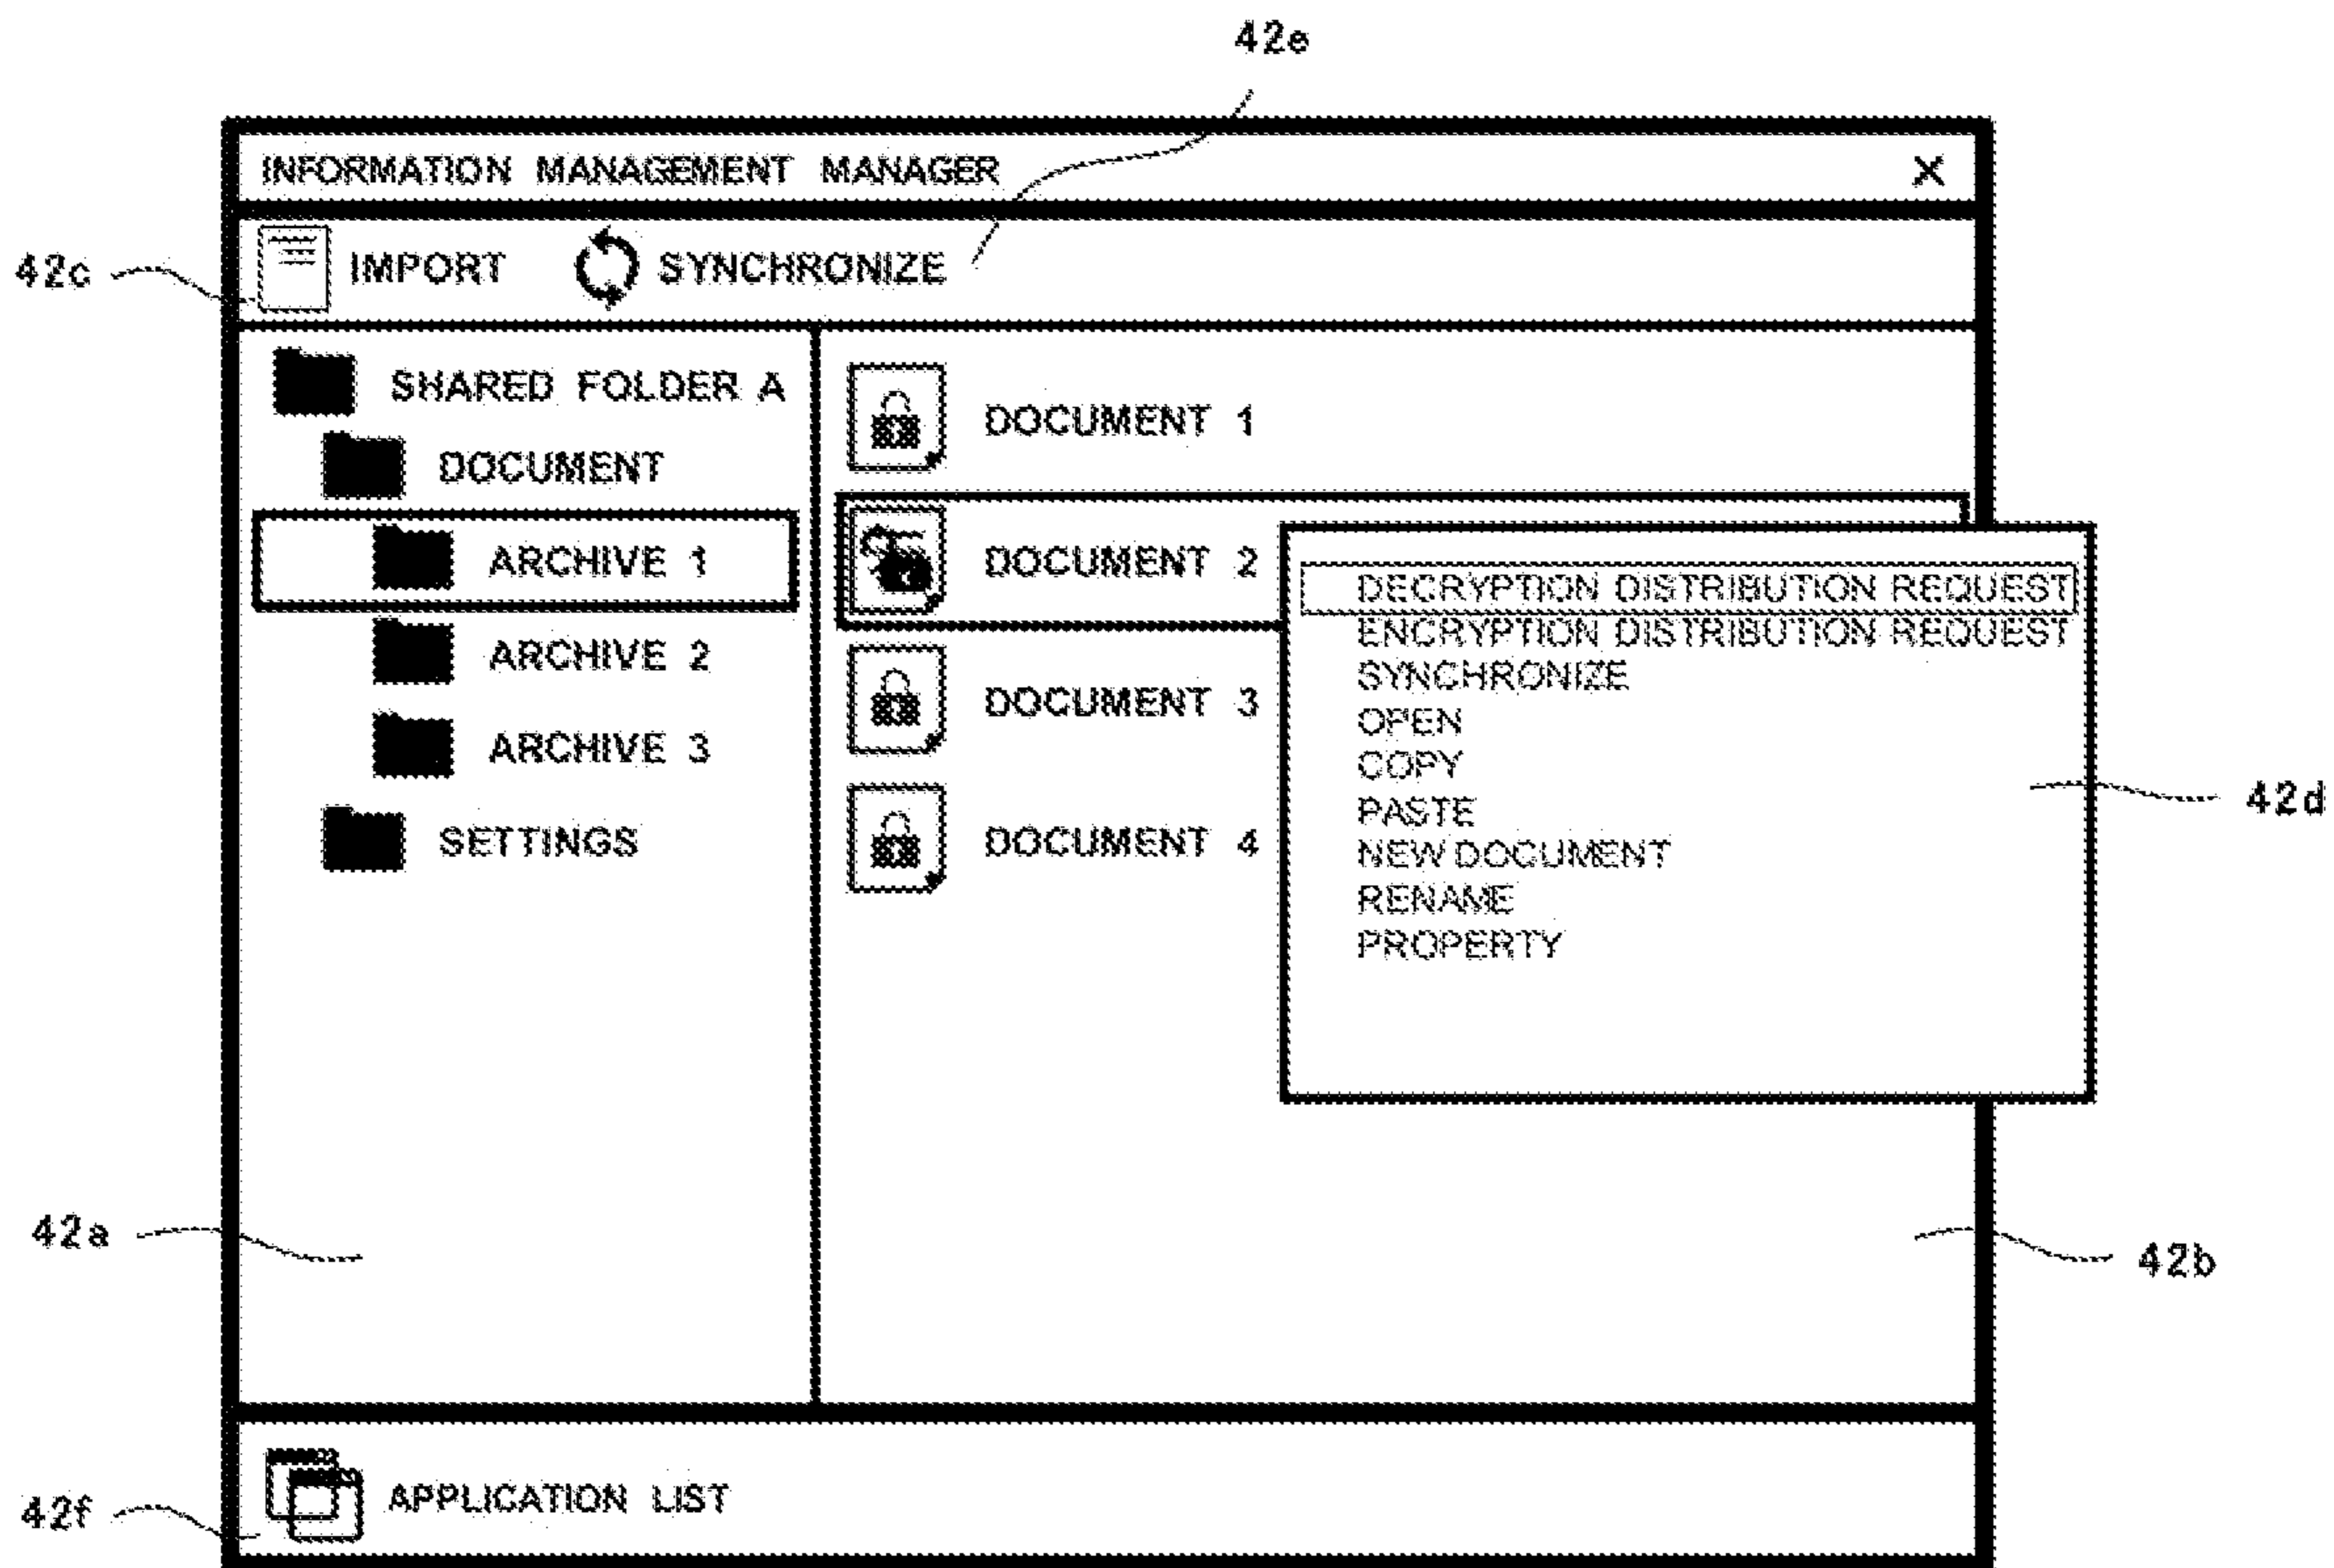 42e
INFORMATION MANAGEMENT MANAGER X
42c
IMPORT SYNCHRONIZE
SHARED FOLDER A
DOCUMENT
ARCHIVE 1
ARCHIVE 2
ARCHIVE 3
SETTINGS
DOCUMENT 1
DOCUMENT 2
DOCUMENT 3
DOCUMENT 4
DECRYPTION DISTRIBUTION REQUEST
ENCRYPTION DISTRIBUTION REQUEST
SYNCHRONIZE
OPEN
COPY
PASTE
NEW DOCUMENT
RENAME
PROPERTY
42d
42a
42b
42f
APPLICATION LIST